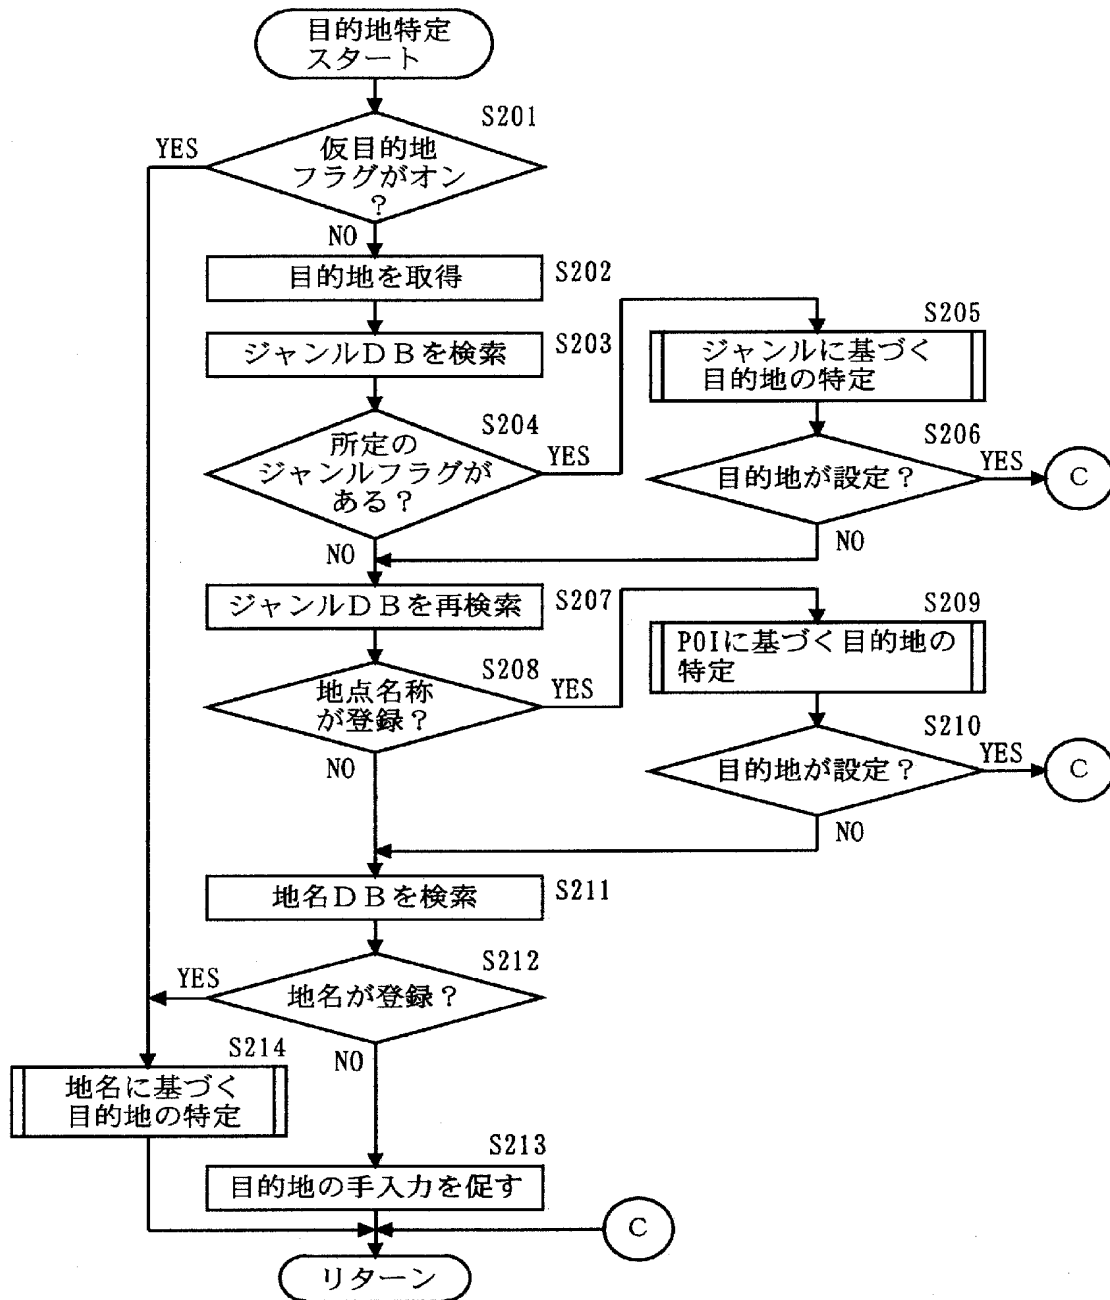 目的地特定
スタート
S201
YES
仮目的地
フラグがオン
?
NO
目的地を取得
S202
ジャンルDBを検索
S203
S205
ジャンルに基づく
目的地の特定
S204
所定の
ジャンルフラグが
ある?
YES
NO
S206
目的地が設定?
YES
C
NO
ジャンルDBを再検索
S207
S209
POIに基づく目的地の
特定
S208
地点名称
が登録?
YES
NO
S210
目的地が設定?
YES
C
NO
地名DBを検索
S211
S212
YES
地名が登録?
NO
S214
地名に基づく
目的地の特定
S213
目的地の手入力を促す
C
リターン